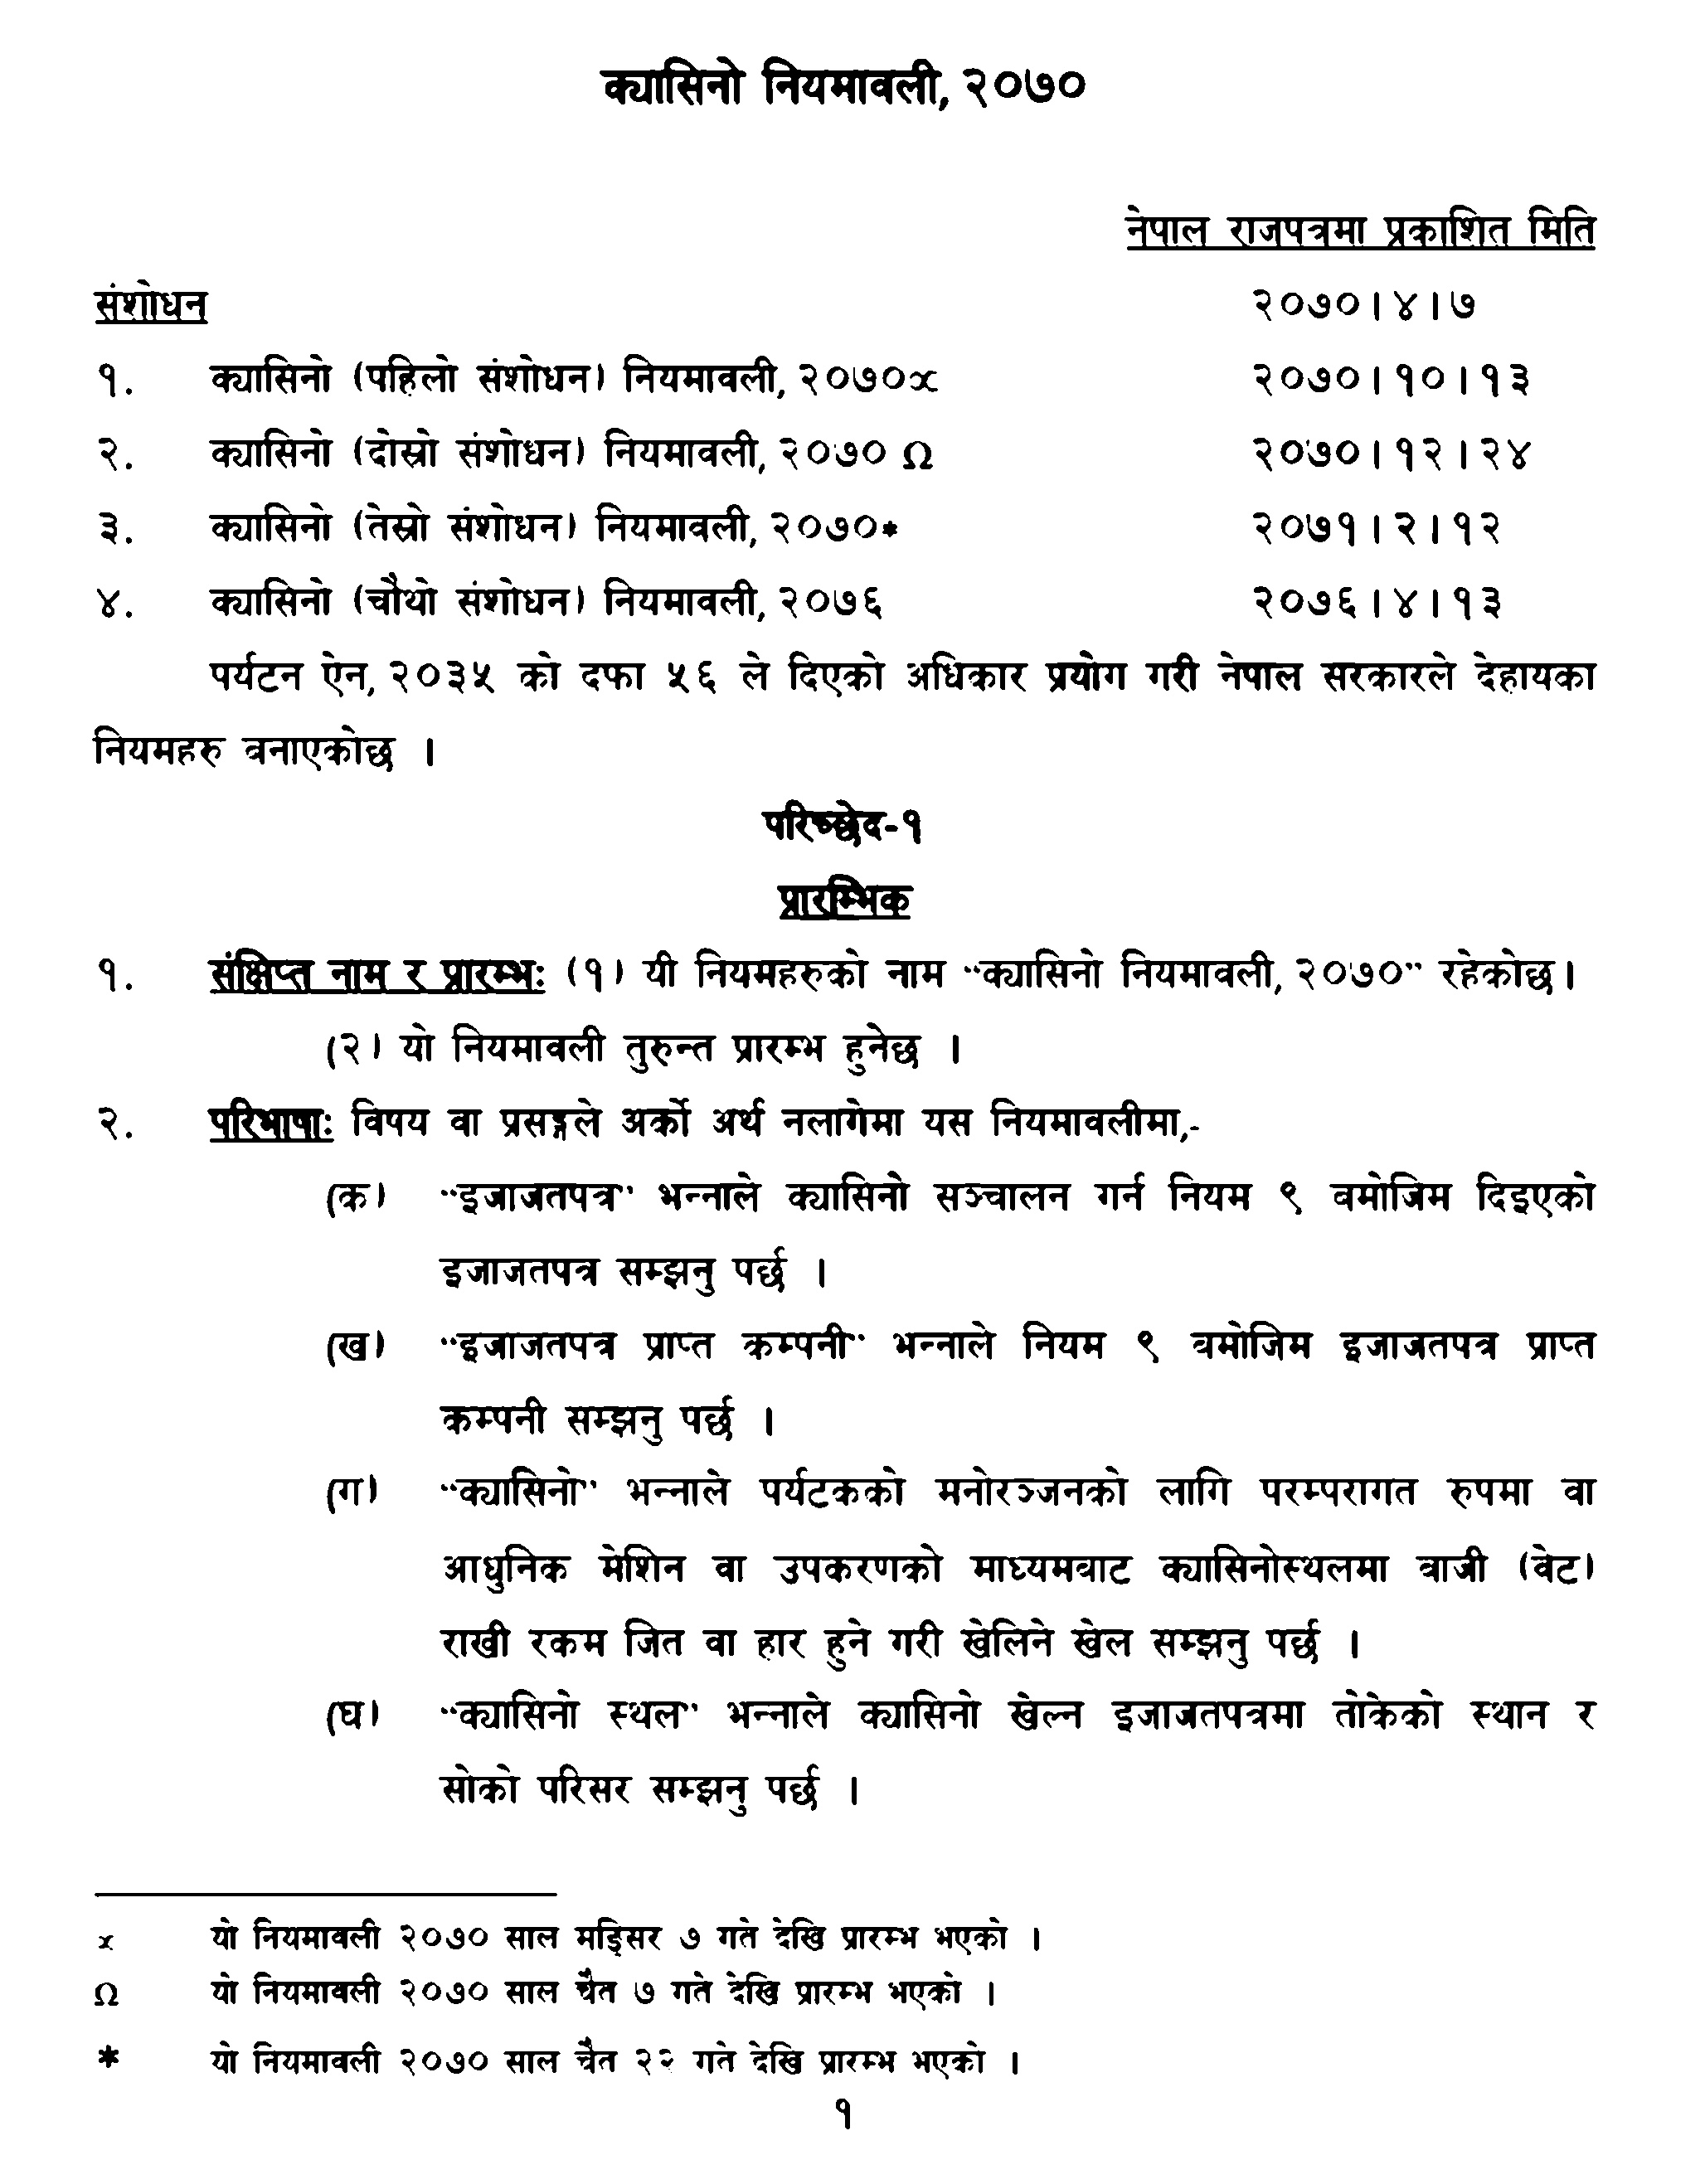 क्यासिनो नियमावली, २०७०
नेपाल राजपत्रमा प्रकाशित मिति
संशोधन २०७०।४।७
१. क्यासिनो (पहिलो संशोधन) नियमावली, २०७०x २०७०।१०।१३
२. क्यासिनो (दोस्रो संशोधन) नियमावली, २०७० Ω २०७०।१२।२४
३. क्यासिनो (तेस्रो संशोधन) नियमावली, २०७०* २०७१।२।१२
४. क्यासिनो (चौथो संशोधन) नियमावली, २०७६ २०७६।४।१३
पर्यटन ऐन, २०३५ को दफा ५६ ले दिएको अधिकार प्रयोग गरी नेपाल सरकारले देहायका
नियमहरु बनाएकोछ ।
परिच्छेद-१
प्रारम्भिक
१. संक्षिप्त नाम र प्रारम्भः (१) यी नियमहरुको नाम "क्यासिनो नियमावली, २०७०" रहेकोछ।
(२) यो नियमावली तुरुन्त प्रारम्भ हुनेछ ।
२. परिभाषाः विषय वा प्रसङ्गले अर्को अर्थ नलागेमा यस नियमावलीमा,-
(क) "इजाजतपत्र" भन्नाले क्यासिनो सञ्चालन गर्न नियम ९ बमोजिम दिइएको
इजाजतपत्र सम्झनु पर्छ ।
(ख) "इजाजतपत्र प्राप्त कम्पनी" भन्नाले नियम ९ बमोजिम इजाजतपत्र प्राप्त
कम्पनी सम्झनु पर्छ ।
(ग) "क्यासिनो" भन्नाले पर्यटकको मनोरञ्जनको लागि परम्परागत रुपमा वा
आधुनिक मेशिन वा उपकरणको माध्यमबाट क्यासिनोस्थलमा बाजी (बेट)
राखी रकम जित वा हार हुने गरी खेलिने खेल सम्झनु पर्छ ।
(घ) "क्यासिनो स्थल" भन्नाले क्यासिनो खेल्न इजाजतपत्रमा तोकेको स्थान र
सोको परिसर सम्झनु पर्छ ।
x यो नियमावली २०७० साल मङ्सिर ७ गते देखि प्रारम्भ भएको ।
Ω यो नियमावली २०७० साल चैत ७ गते देखि प्रारम्भ भएको ।
* यो नियमावली २०७० साल चैत २२ गते देखि प्रारम्भ भएको ।
१